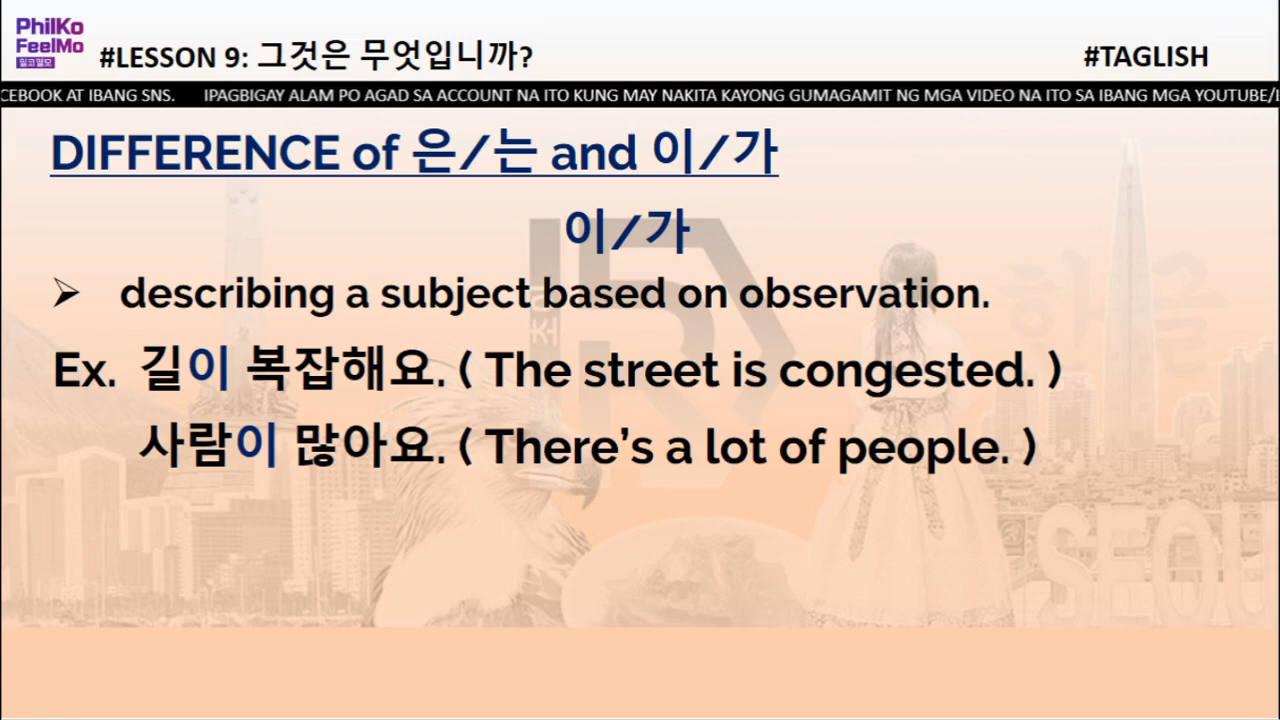 PhilKo
FeelMo
필코필모
#LESSON 9: 그것은 무엇입니까?
#TAGLISH
CEBOOK AT IBANG SNS. IPAGBIGAY ALAM PO AGAD SA ACCOUNT NA ITO KUNG MAY NAKITA KAYONG GUMAGAMIT NG MGA VIDEO NA ITO SA IBANG MGA YOUTUBE/
DIFFERENCE of 은/는 and 이/가
이/가
➢ describing a subject based on observation.
Ex. 길이 복잡해요. ( The street is congested. )
사람이 많아요. ( There's a lot of people. )
한글
SEOU